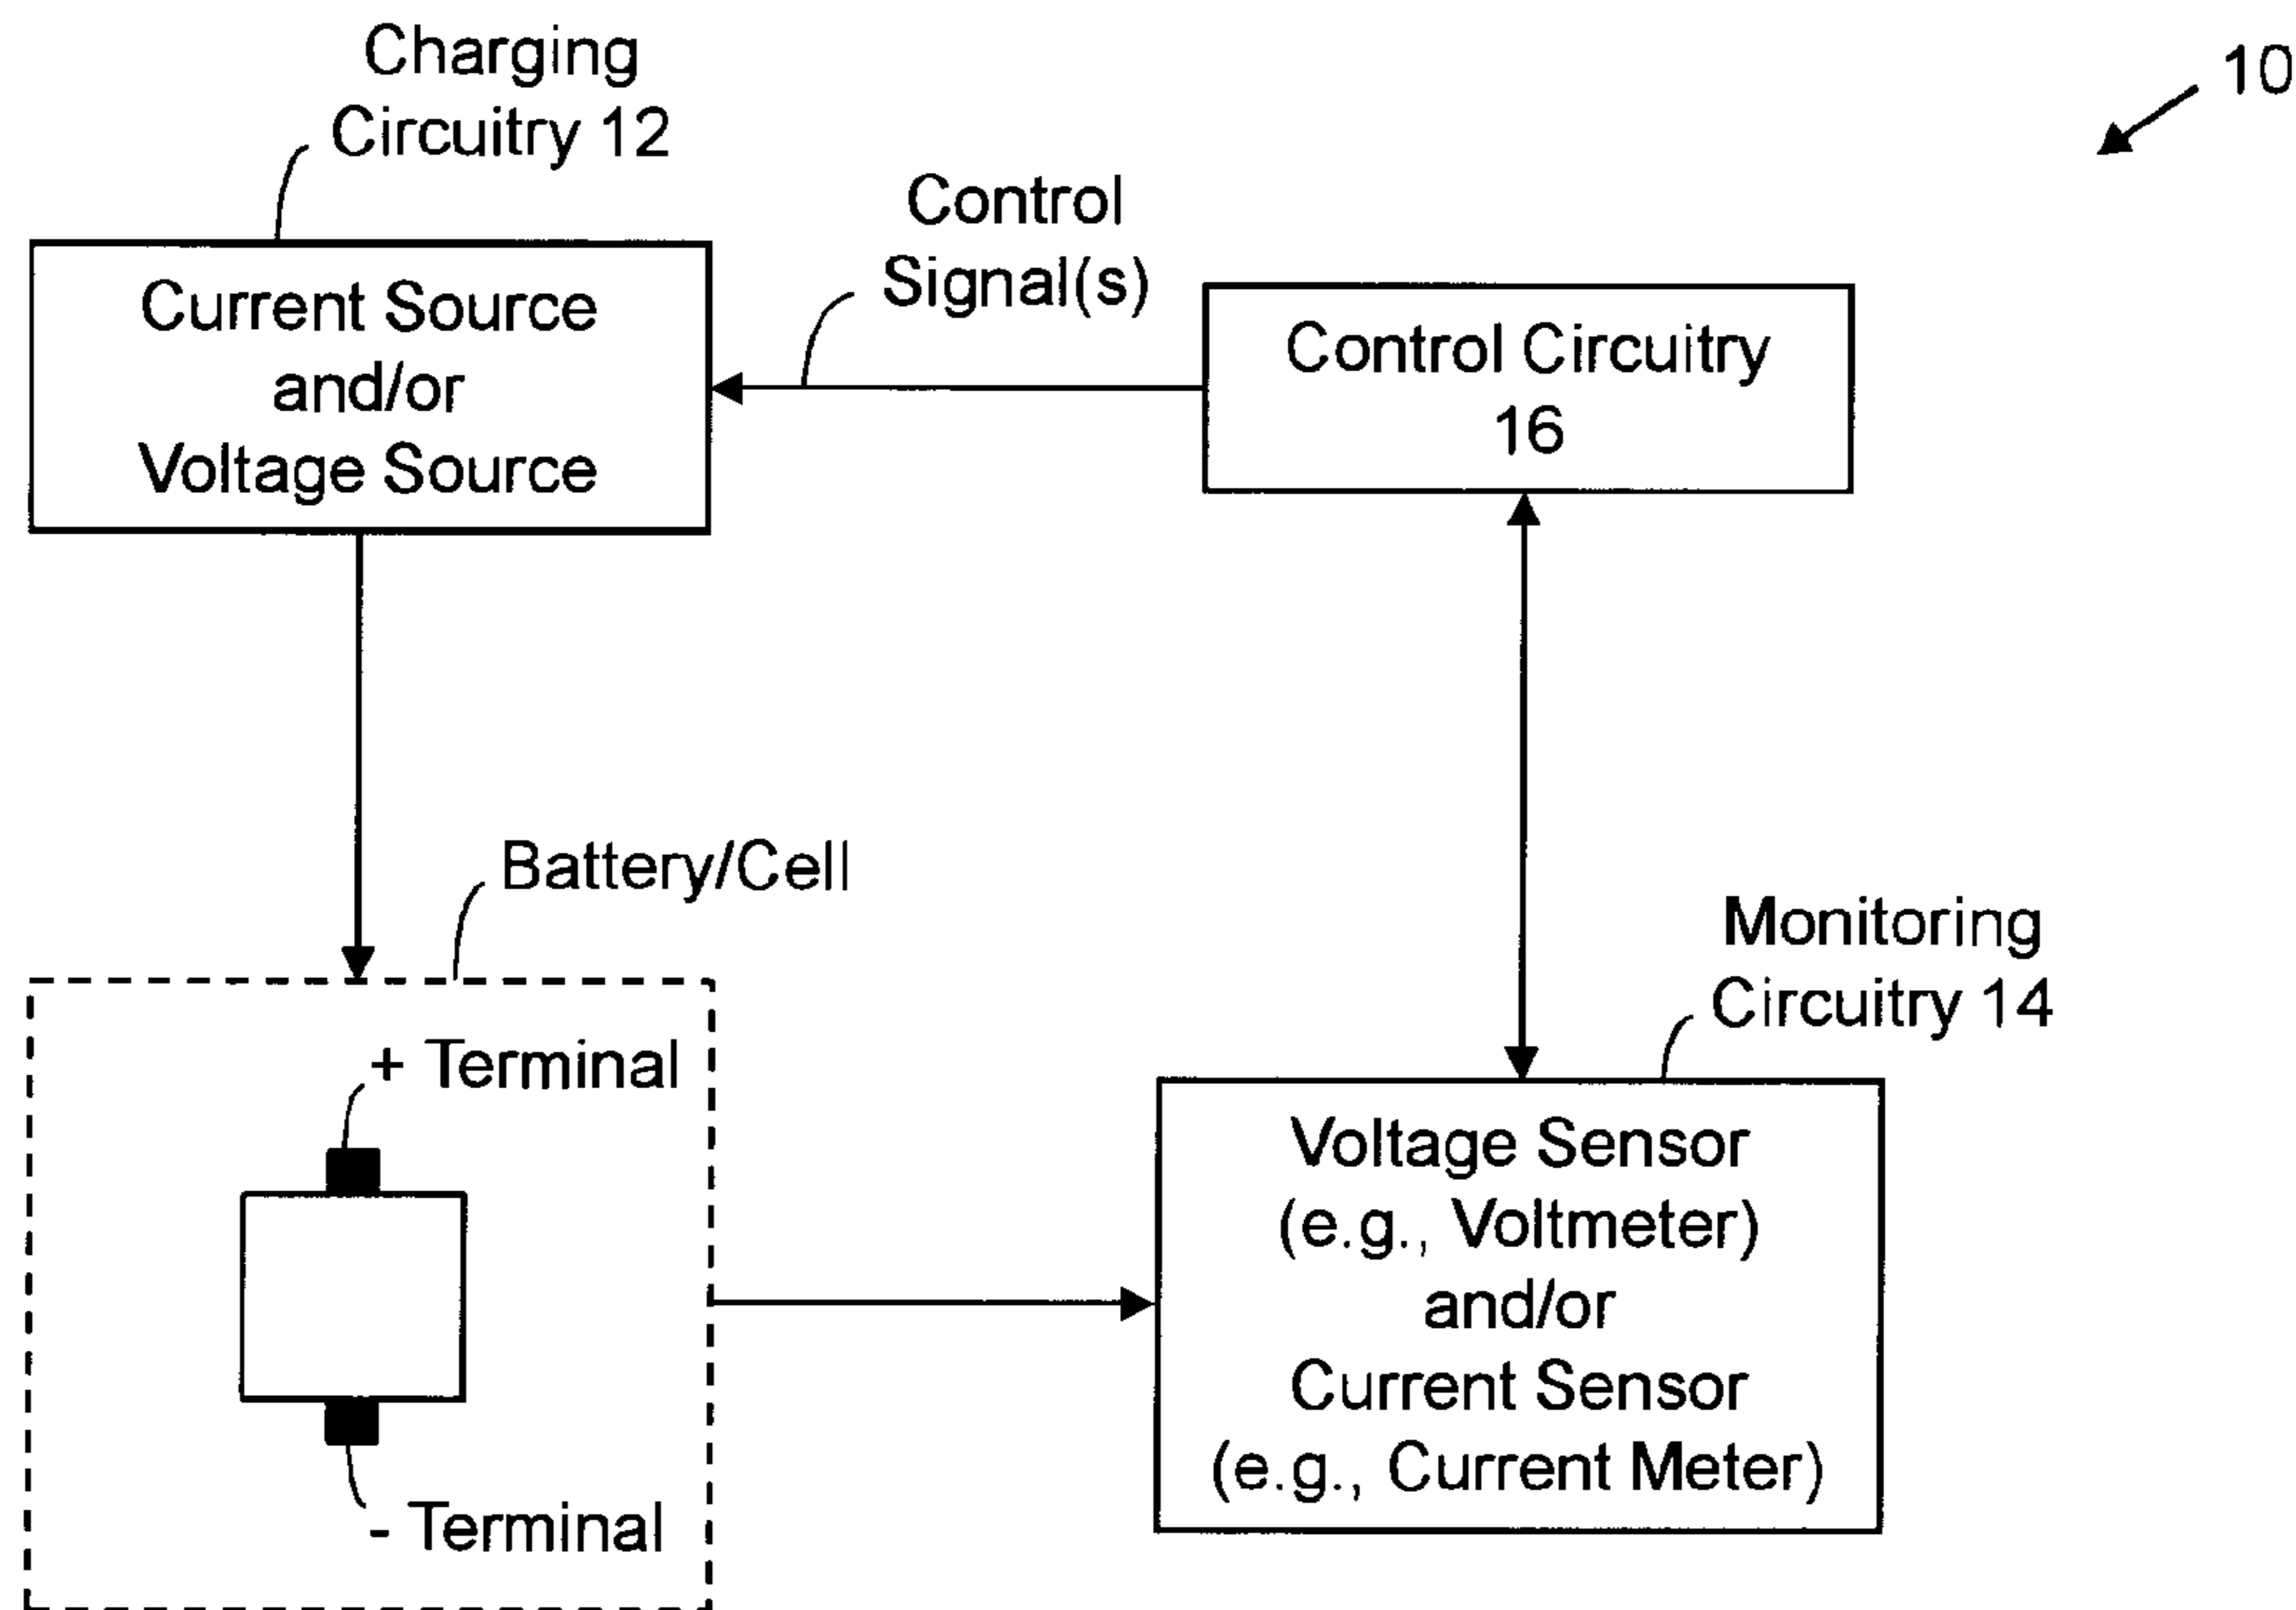 Charging
Circuitry 12
10
Control
Signal(s)
Current Source
and/or
Voltage Source
Control Circuitry
16
Battery/Cell
Monitoring
Circuitry 14
+ Terminal
- Terminal
Voltage Sensor
(e.g., Voltmeter)
and/or
Current Sensor
(e.g., Current Meter)